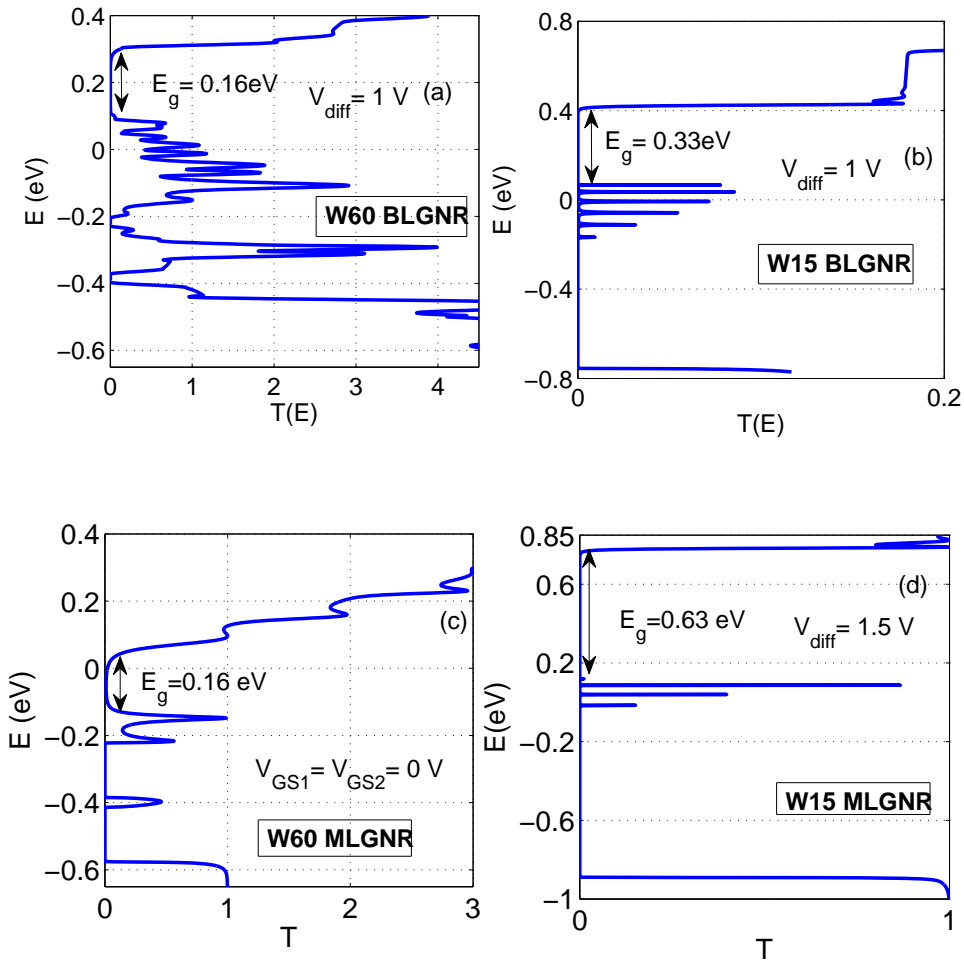 0.4
0.2
0
−0.2
−0.4
−0.6
E (eV)
E_g= 0.16eV
V_diff= 1 V
(a)
W60 BLGNR
0 1 2 3 4
T(E)
0.8
0.4
0
−0.4
−0.8
E (eV)
E_g= 0.33eV
V_diff= 1 V
(b)
W15 BLGNR
0 0.2
T(E)
0.4
0.2
0
−0.2
−0.4
−0.6
E (eV)
(c)
E_g=0.16 eV
V_GS1= V_GS2= 0 V
W60 MLGNR
0 1 2 3
T
0.85
0.6
0.2
−0.2
−0.6
−1
E(eV)
(d)
E_g=0.63 eV
V_diff= 1.5 V
W15 MLGNR
0 1
T